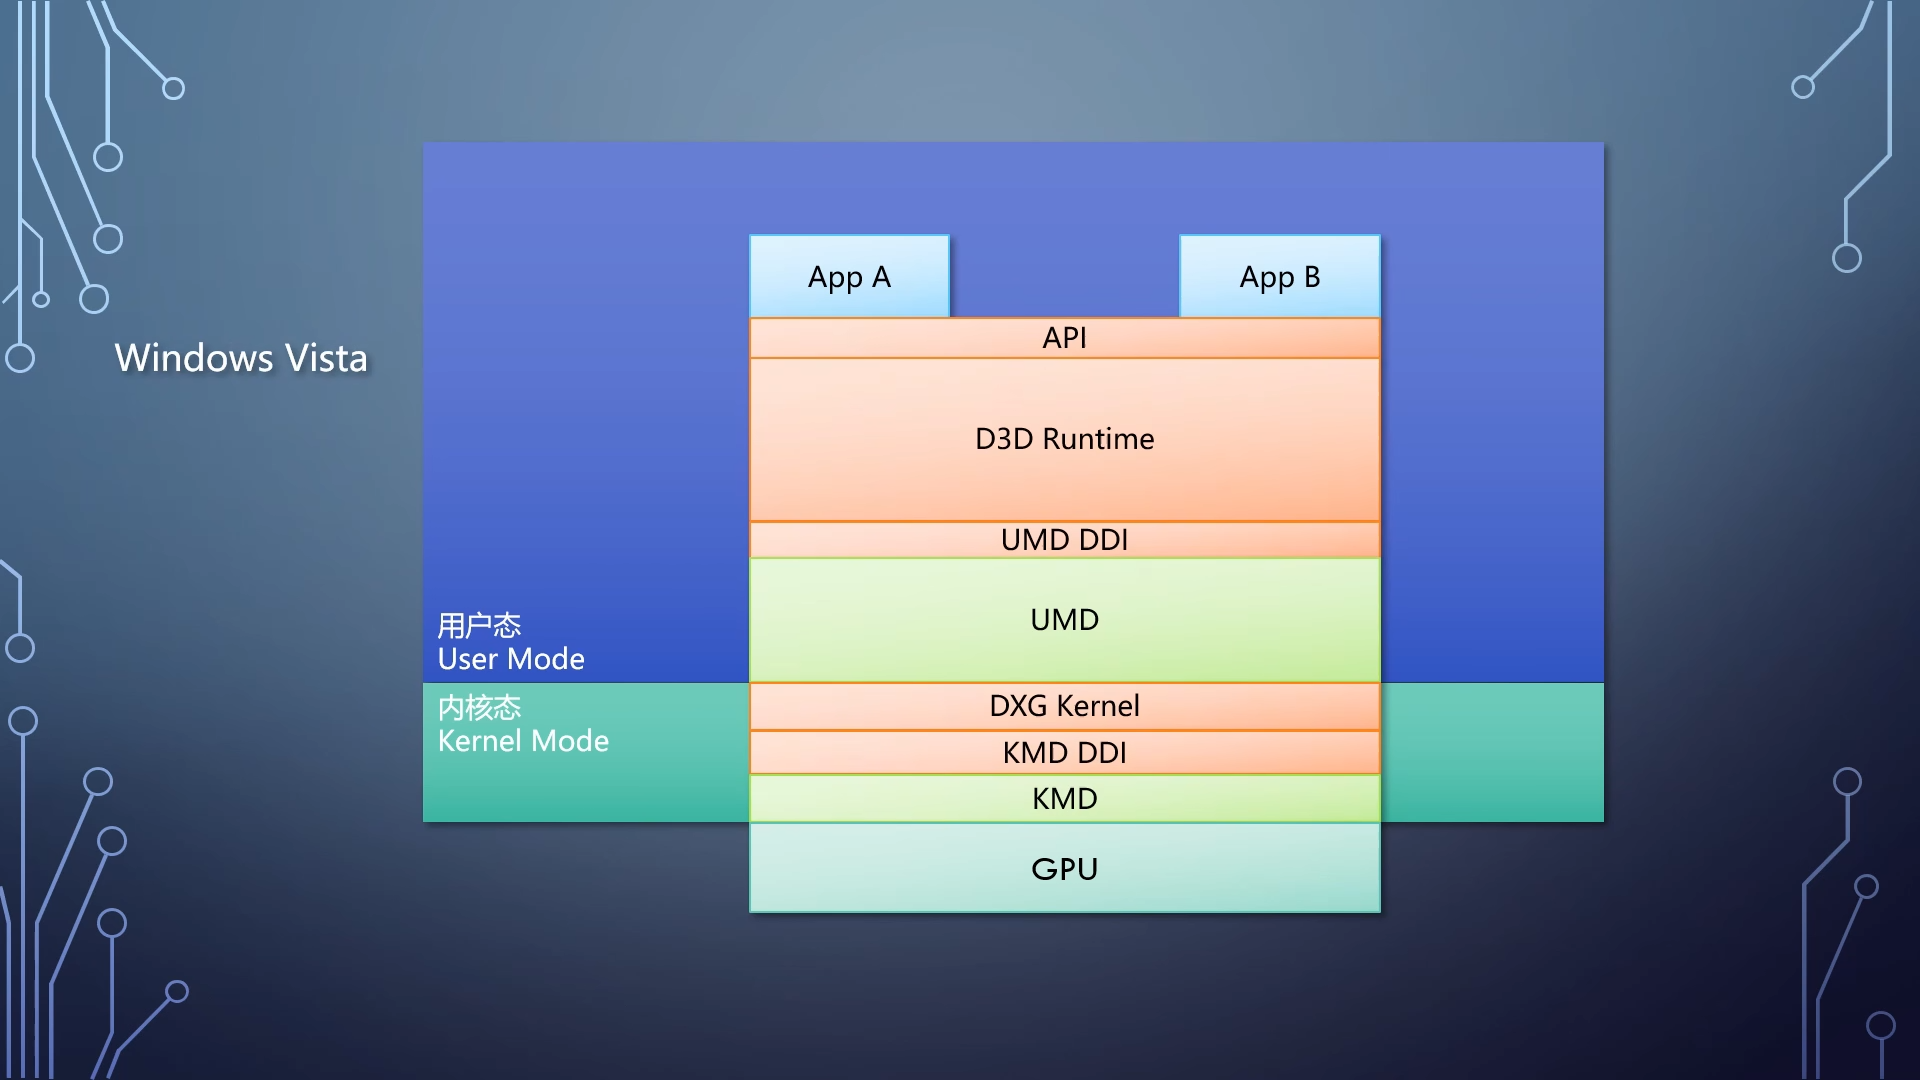 Windows Vista
App A
App B
API
D3D Runtime
UMD DDI
UMD
用户态
User Mode
内核态
Kernel Mode
DXG Kernel
KMD DDI
KMD
GPU